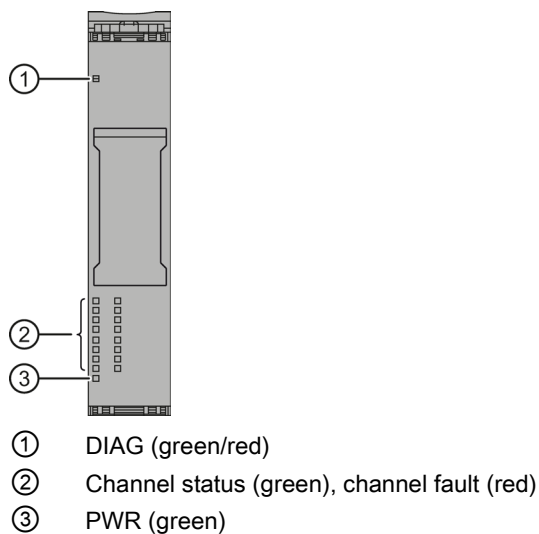 ①
②
③
① DIAG (green/red)
② Channel status (green), channel fault (red)
③ PWR (green)